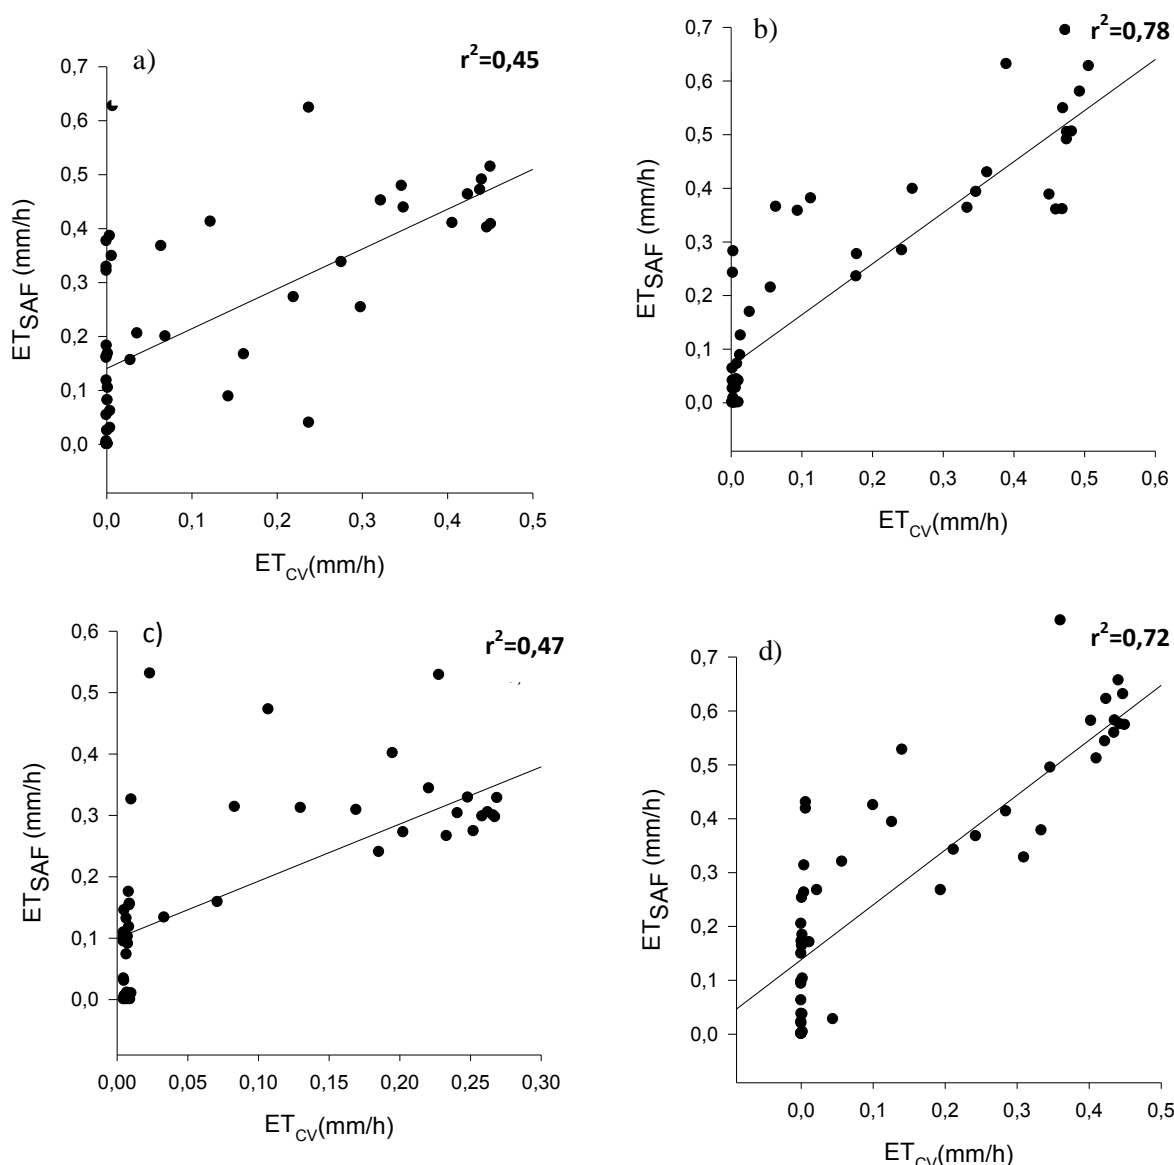 a)
r²=0,45
0,7
0,6
0,5
0,4
0,3
0,2
0,1
0,0
ET_SAF (mm/h)
0,0 0,1 0,2 0,3 0,4 0,5
ET_CV(mm/h)
b)
r²=0,78
0,7
0,6
0,5
0,4
0,3
0,2
0,1
0,0
ET_SAF (mm/h)
0,0 0,1 0,2 0,3 0,4 0,5 0,6
ET_CV(mm/h)
c)
r²=0,47
0,6
0,5
0,4
0,3
0,2
0,1
0,0
ET_SAF (mm/h)
0,00 0,05 0,10 0,15 0,20 0,25 0,30
ET_CV(mm/h)
d)
r²=0,72
0,7
0,6
0,5
0,4
0,3
0,2
0,1
0,0
ET_SAF (mm/h)
0,0 0,1 0,2 0,3 0,4 0,5
ET_CV(mm/h)